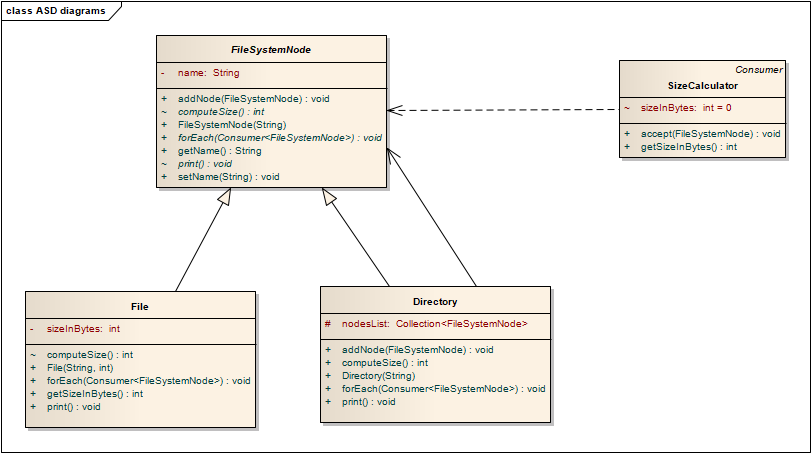 class ASD diagrams
FileSystemNode
- name: String
+ addNode(FileSystemNode) : void
~ computeSize() : int
+ FileSystemNode(String)
+ forEach(Consumer<FileSystemNode>) : void
+ getName() : String
~ print() : void
+ setName(String) : void
Consumer
SizeCalculator
~ sizeInBytes: int = 0
+ accept(FileSystemNode) : void
+ getSizeInBytes() : int
File
- sizeInBytes: int
~ computeSize() : int
+ File(String, int)
+ forEach(Consumer<FileSystemNode>) : void
+ getSizeInBytes() : int
+ print() : void
Directory
# nodesList: Collection<FileSystemNode>
+ addNode(FileSystemNode) : void
+ computeSize() : int
+ Directory(String)
+ forEach(Consumer<FileSystemNode>) : void
+ print() : void